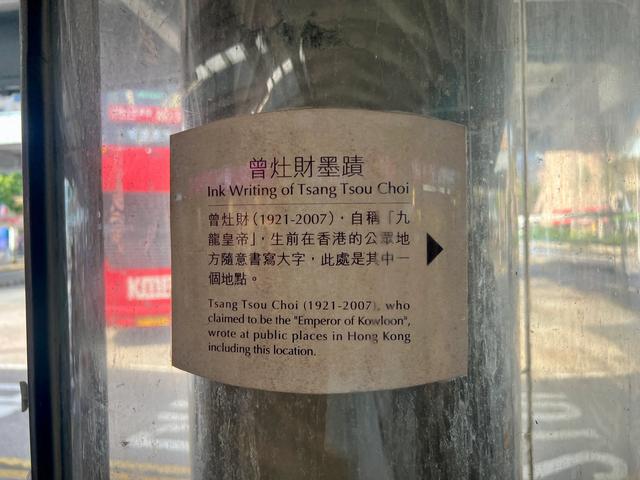 曾灶財墨蹟
Ink Writing of Tsang Tsou Choi
曾灶財(1921-2007)，自稱「九
龍皇帝」，生前在香港的公眾地
方隨意書寫大字，此處是其中一
個地點。
Tsang Tsou Choi (1921-2007), who
claimed to be the "Emperor of Kowloon",
wrote at public places in Hong Kong
including this location.
KMB